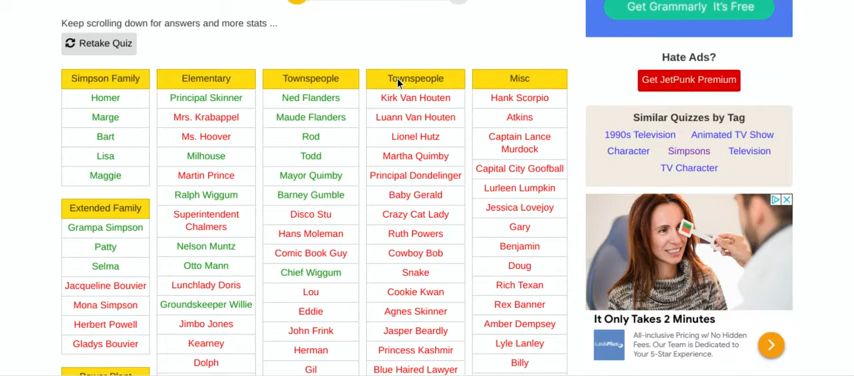 Keep scrolling down for answers and more stats ...
Retake Quiz
Simpson Family
Homer
Marge
Bart
Lisa
Maggie
Extended Family
Grampa Simpson
Patty
Selma
Jacqueline Bouvier
Mona Simpson
Herbert Powell
Gladys Bouvier
Elementary
Principal Skinner
Mrs. Krabappel
Ms. Hoover
Milhouse
Martin Prince
Ralph Wiggum
Superintendent
Chalmers
Nelson Muntz
Otto Mann
Lunchlady Doris
Groundskeeper Willie
Jimbo Jones
Kearney
Dolph
Townspeople
Ned Flanders
Maude Flanders
Rod
Todd
Mayor Quimby
Barney Gumble
Disco Stu
Hans Moleman
Comic Book Guy
Chief Wiggum
Lou
Eddie
John Frink
Herman
Gil
Townspeople
Kirk Van Houten
Luann Van Houten
Lionel Hutz
Martha Quimby
Principal Dondelinger
Baby Gerald
Crazy Cat Lady
Ruth Powers
Cowboy Bob
Snake
Cookie Kwan
Agnes Skinner
Jasper Beardly
Princess Kashmir
Blue Haired Lawyer
Misc
Hank Scorpio
Atkins
Captain Lance
Murdock
Capital City Goofball
Lurleen Lumpkin
Jessica Lovejoy
Gary
Benjamin
Doug
Rich Texan
Rex Banner
Amber Dempsey
Lyle Lanley
Billy
Get Grammarly It's Free
Hate Ads?
Get JetPunk Premium
Similar Quizzes by Tag
1990s Television Animated TV Show
Character Simpsons Television
TV Character
It Only Takes 2 Minutes
All-inclusive Pricing w/ No Hidden
Fees. Our Team is Dedicated to
Your 5-Star Experience.